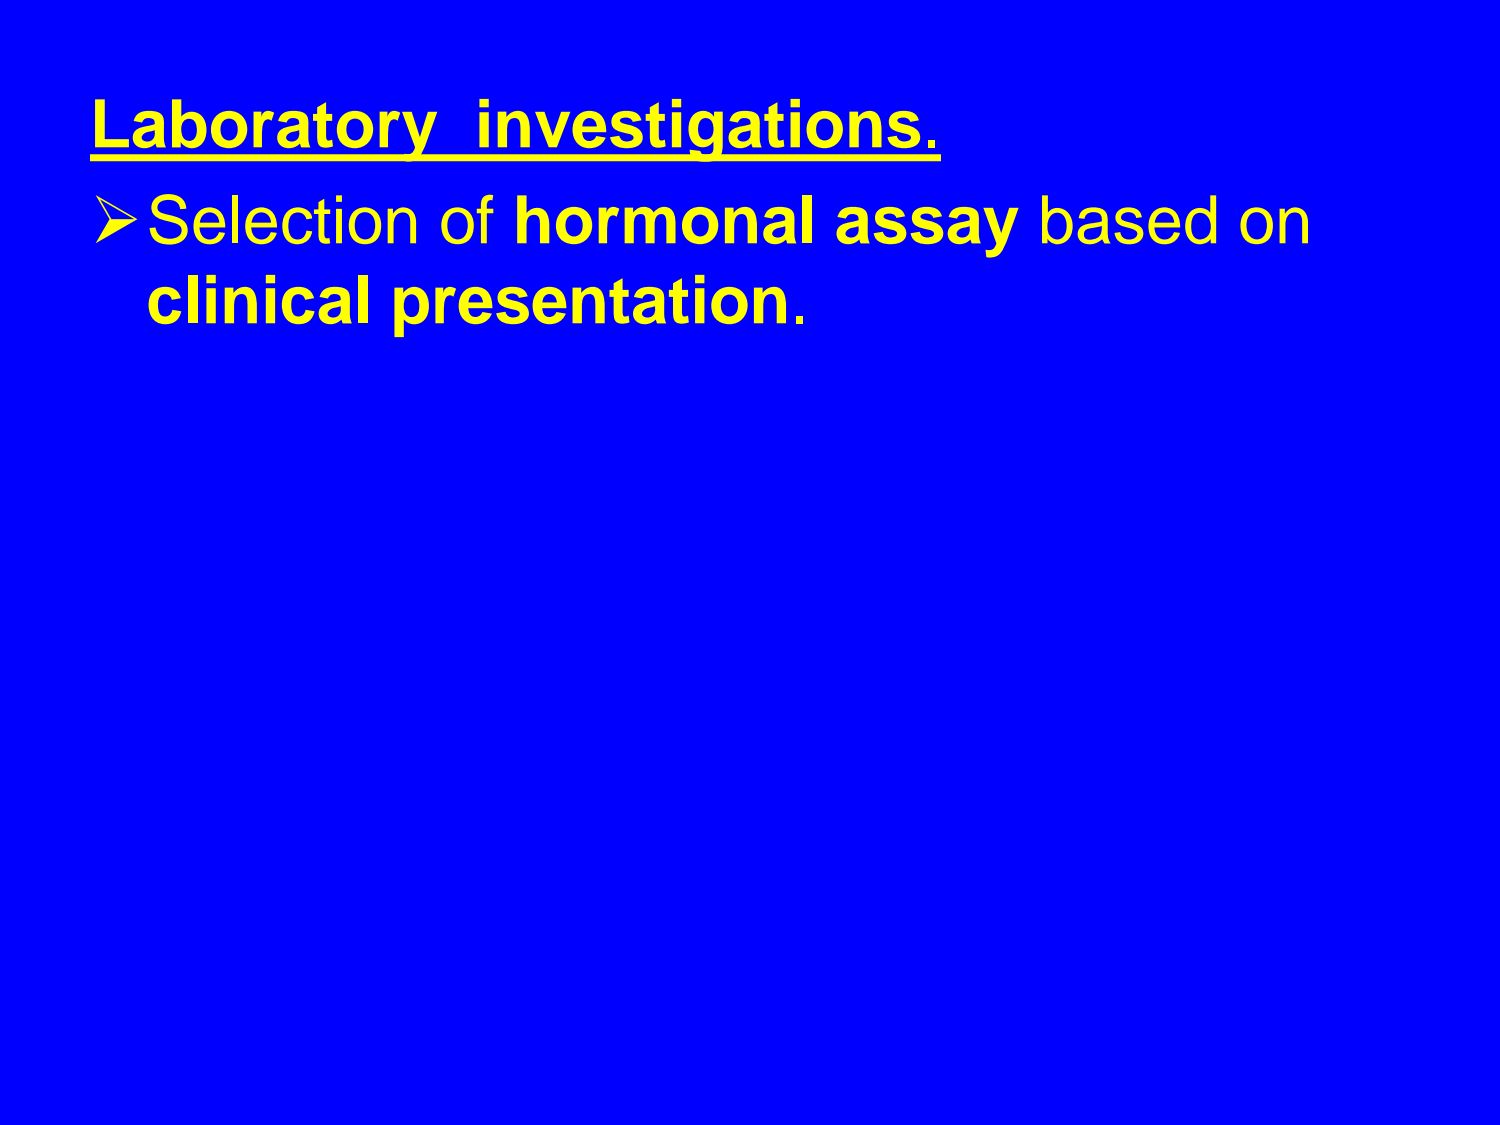 Laboratory  investigations.
➢Selection of hormonal assay based on
clinical presentation.